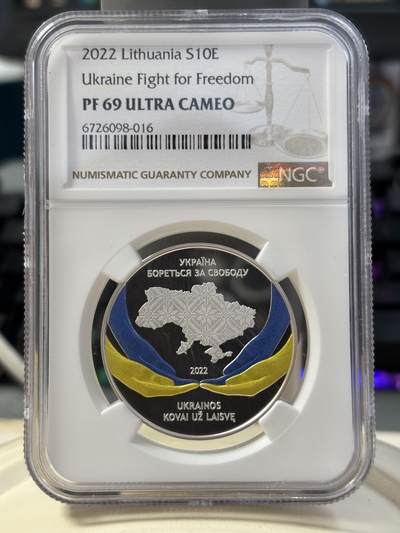 2022 Lithuania S10E
Ukraine Fight for Freedom
PF 69 ULTRA CAMEO
6726098-016
NUMISMATIC GUARANTY COMPANY
NGC
УКРАЇНА
БОРЕТЬСЯ ЗА СВОБОДУ
2022
UKRAINOS
KOVAI UŽ LAISVĘ